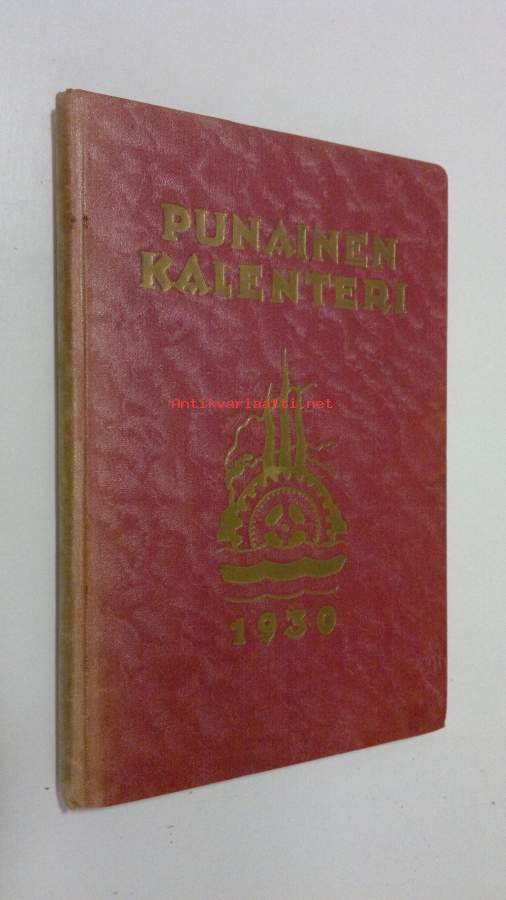 PUNAINEN
KALENTERI
Antikvariaatti.net
1930